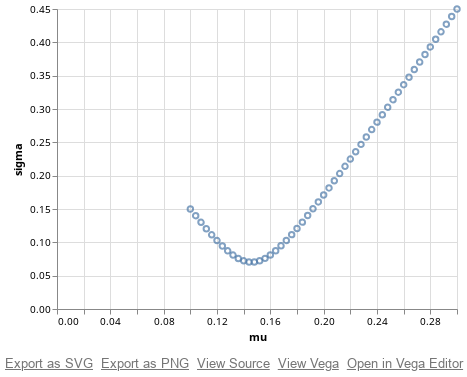 0.45
0.40
0.35
0.30
0.25
sigma
0.20
0.15
0.10
0.05
0.00
0.00 0.04 0.08 0.12 0.16 0.20 0.24 0.28
mu
Export as SVG Export as PNG View Source View Vega Open in Vega Editor